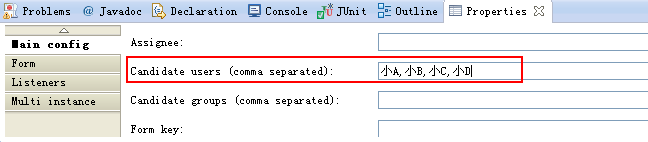 Problems @ Javadoc Declaration Console JUnit Outline Properties
Main config
Form
Listeners
Multi instance
Assignee:
Candidate users (comma separated): 小A,小B,小C,小D
Candidate groups (comma separated):
Form key: